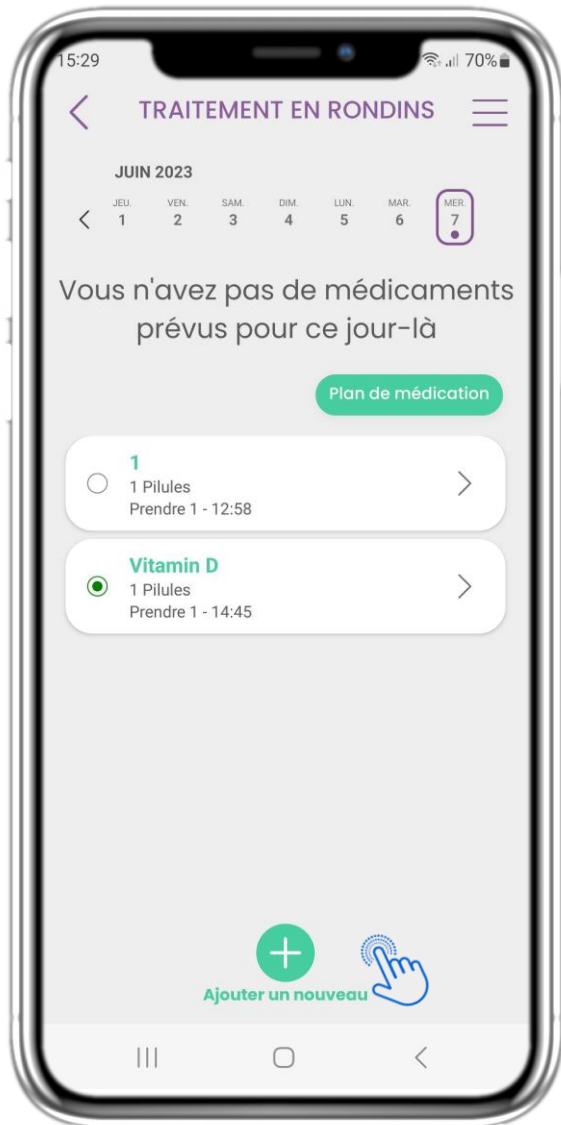 15:29
70%
TRAITEMENT EN RONDINS
JUIN 2023
JEU. VEN. SAM. DIM. LUN. MAR. MER.
1 2 3 4 5 6 7
Vous n'avez pas de médicaments
prévus pour ce jour-là
Plan de médication
1
1 Pilules
Prendre 1 - 12:58
Vitamin D
1 Pilules
Prendre 1 - 14:45
Ajouter un nouveau